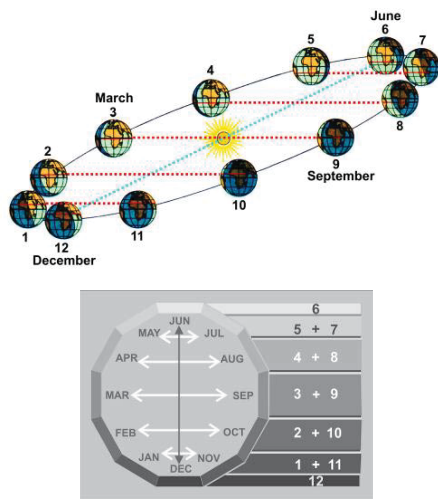 June
6
5
7
4
March
3
8
2
9
September
10
1
12
11
December
6
JUN
MAY
JUL
5 + 7
APR
AUG
4 + 8
MAR
SEP
3 + 9
FEB
OCT
2 + 10
JAN
NOV
1 + 11
DEC
12